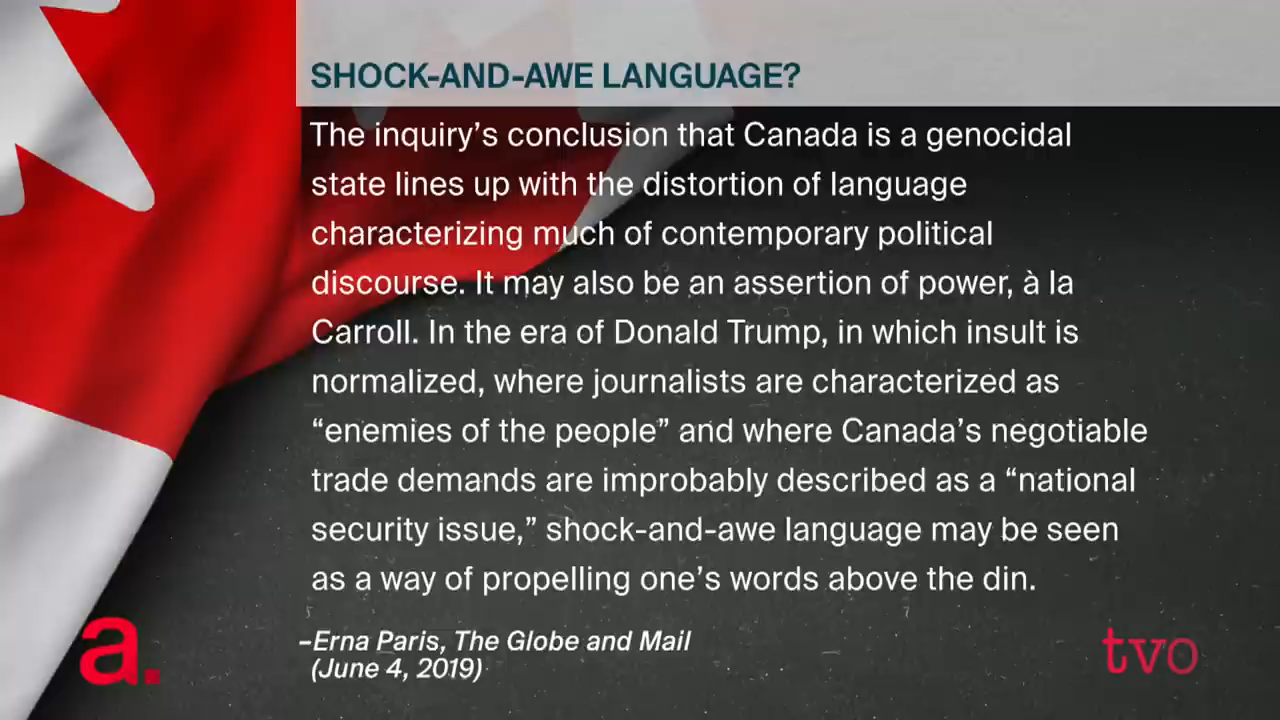 SHOCK-AND-AWE LANGUAGE?
The inquiry’s conclusion that Canada is a genocidal
state lines up with the distortion of language
characterizing much of contemporary political
discourse. It may also be an assertion of power, à la
Carroll. In the era of Donald Trump, in which insult is
normalized, where journalists are characterized as
“enemies of the people” and where Canada’s negotiable
trade demands are improbably described as a “national
security issue,” shock-and-awe language may be seen
as a way of propelling one’s words above the din.
–Erna Paris, The Globe and Mail
(June 4, 2019)
a.
tvo